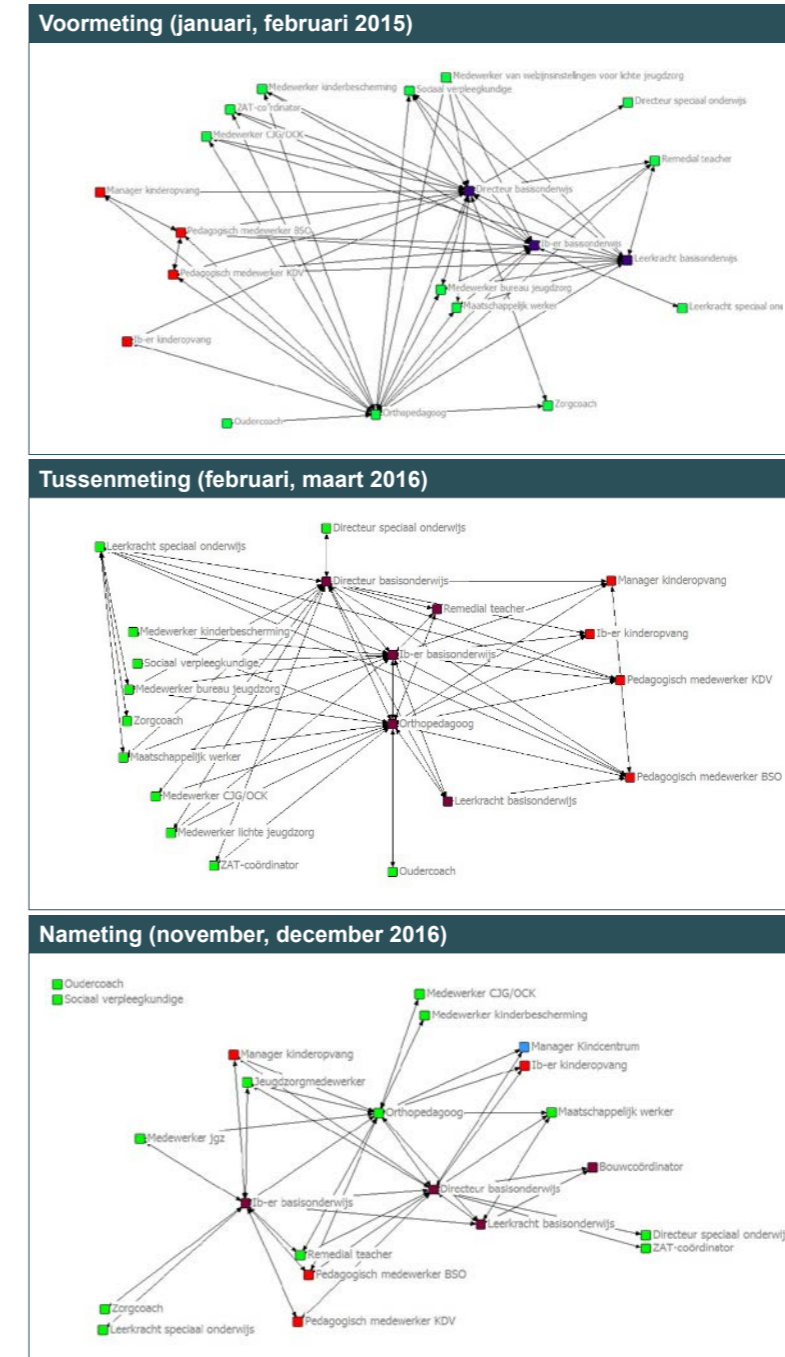 Voormeting (januari, februari 2015)
Medewerker van welzijnsinstellingen voor lichte jeugdzorg
Medewerker kinderbescherming
Sociaal verpleegkundige
Directeur speciaal onderwijs
ZAT-coördinator
Medewerker CJG/OCK
Remedial teacher
Manager kinderopvang
Directeur basisonderwijs
Pedagogisch medewerker BSO
Ib-er basisonderwijs
Leerkracht basisonderwijs
Pedagogisch medewerker KDV
Medewerker bureau jeugdzorg
Maatschappelijk werker
Leerkracht speciaal ond
Ib-er kinderopvang
Zorgcoach
Orthopedagoog
Oudercoach
Tussenmeting (februari, maart 2016)
Directeur speciaal onderwijs
Leerkracht speciaal onderwijs
Directeur basisonderwijs
Manager kinderopvang
Remedial teacher
Medewerker kinderbescherming
Ib-er kinderopvang
Ib-er basisonderwijs
Sociaal verpleegkundige
Pedagogisch medewerker KDV
Medewerker bureau jeugdzorg
Zorgcoach
Orthopedagoog
Maatschappelijk werker
Pedagogisch medewerker BSO
Medewerker CJG/OCK
Leerkracht basisonderwijs
Medewerker lichte jeugdzorg
ZAT-coördinator
Oudercoach
Nameting (november, december 2016)
Oudercoach
Sociaal verpleegkundige
Medewerker CJG/OCK
Medewerker kinderbescherming
Manager Kindcentrum
Manager kinderopvang
Ib-er kinderopvang
Jeugdzorgmedewerker
Orthopedagoog
Maatschappelijk werker
Medewerker jgz
Bouwcoördinator
Directeur basisonderwijs
Ib-er basisonderwijs
Leerkracht basisonderwijs
Directeur speciaal onderwij
ZAT-coördinator
Remedial teacher
Pedagogisch medewerker BSO
Zorgcoach
Pedagogisch medewerker KDV
Leerkracht speciaal onderwijs